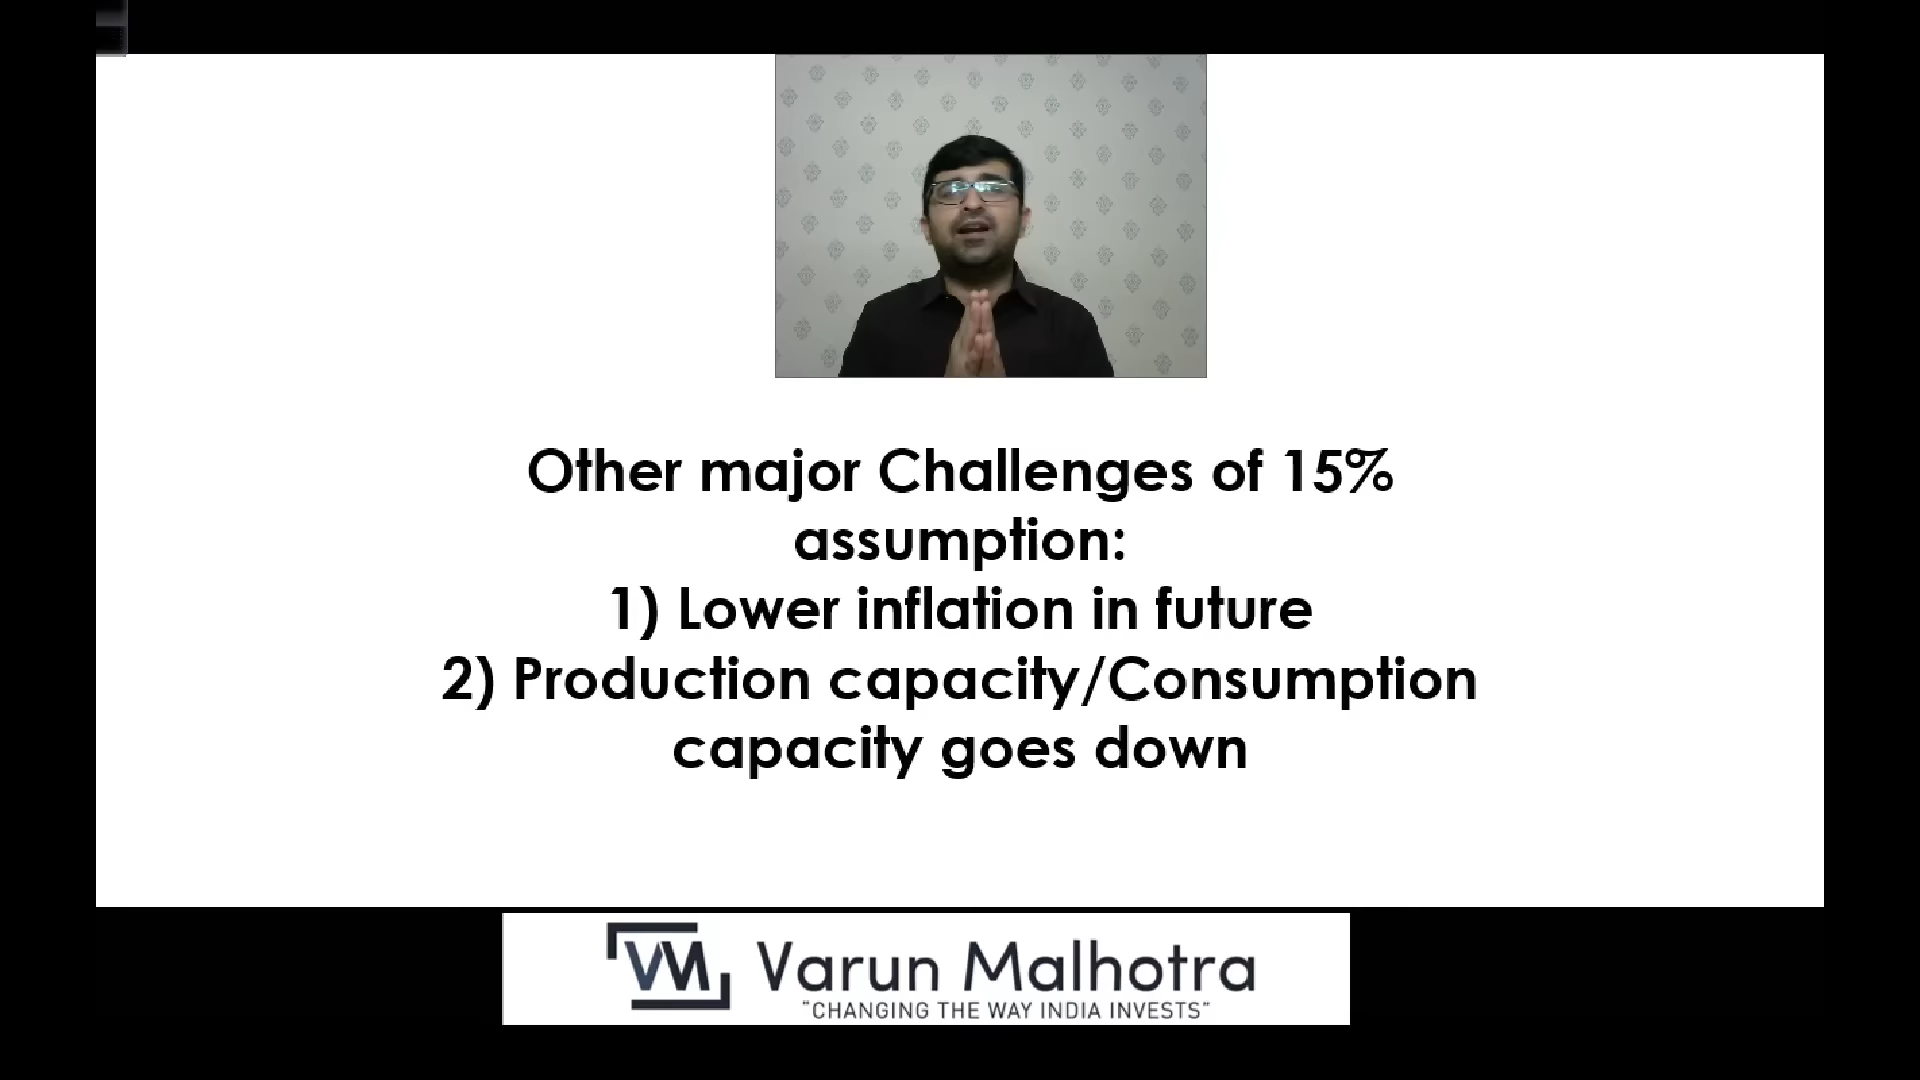 Other major Challenges of 15%
assumption:
1) Lower inflation in future
2) Production capacity/Consumption
capacity goes down
VM Varun Malhotra
"CHANGING THE WAY INDIA INVESTS"